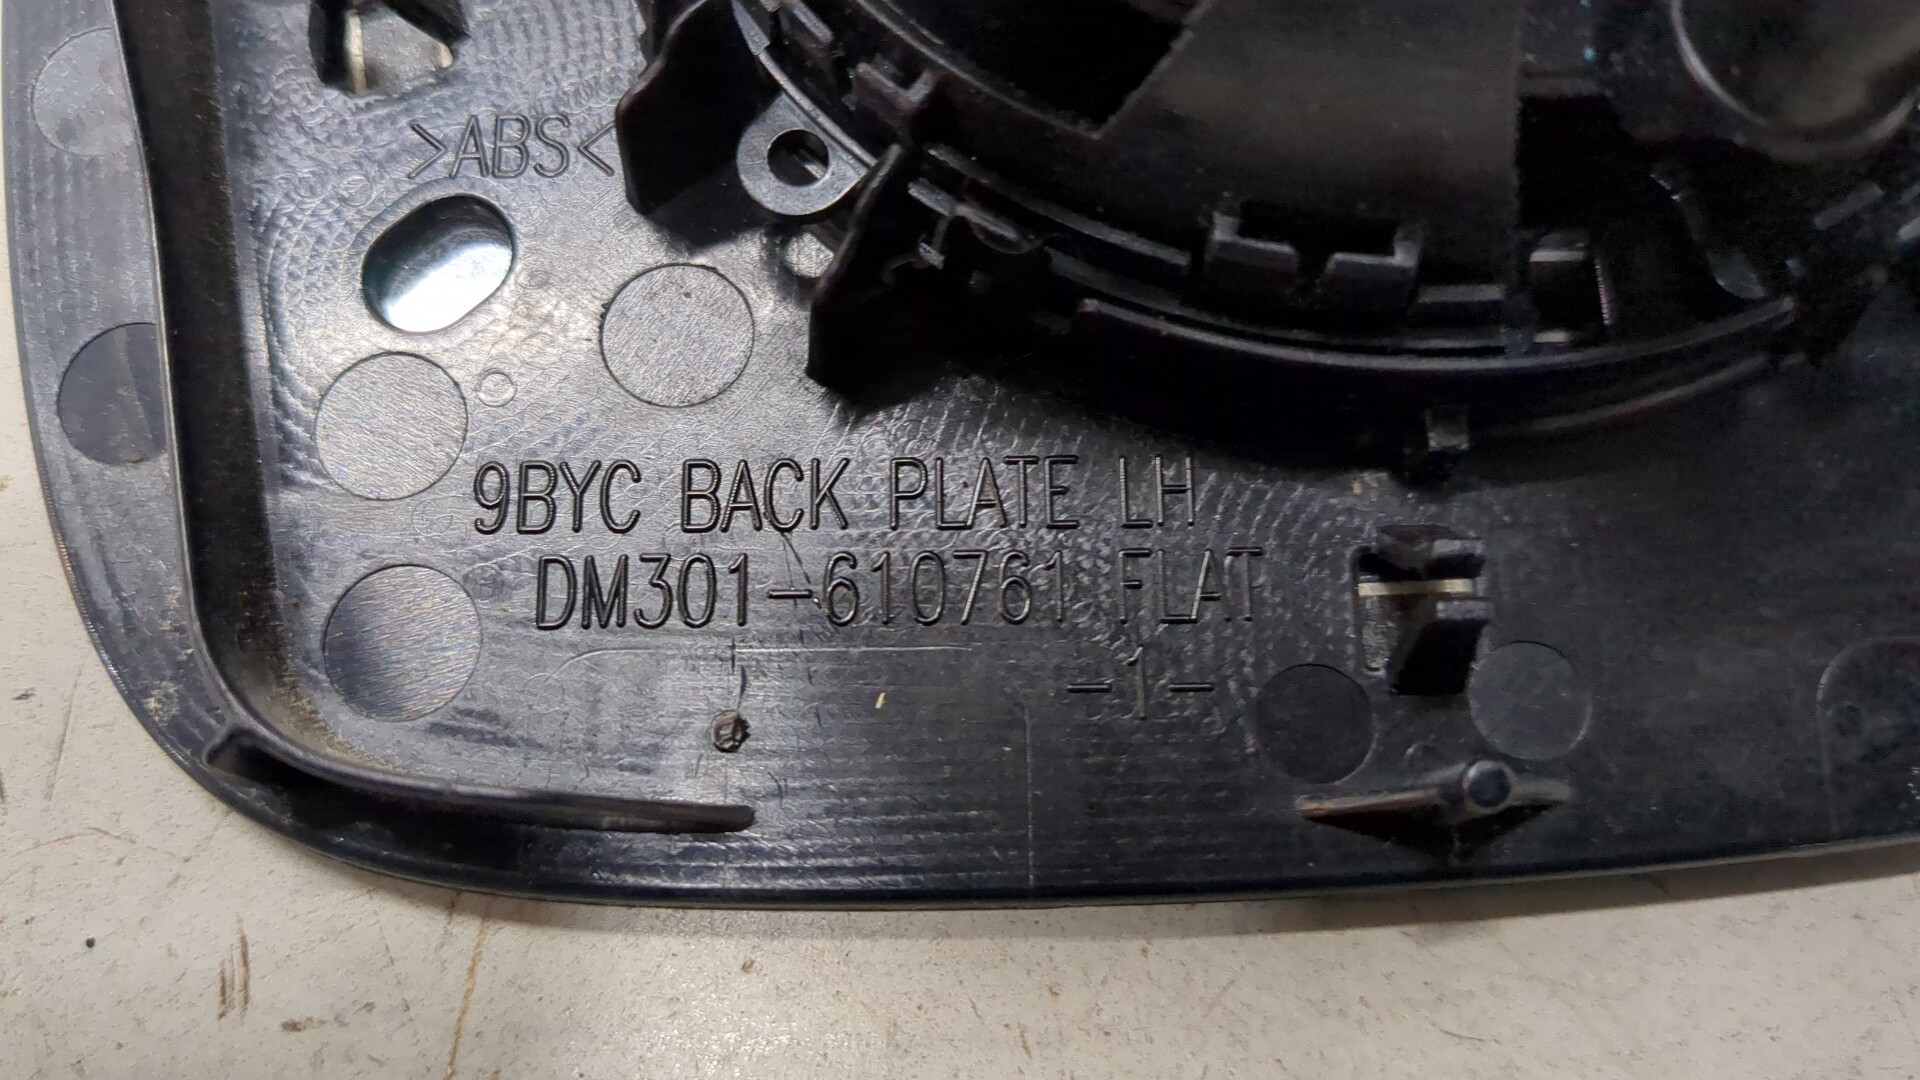 >ABS<
9BYC BACK PLATE LH
DM301-610761 FLAT
-1-